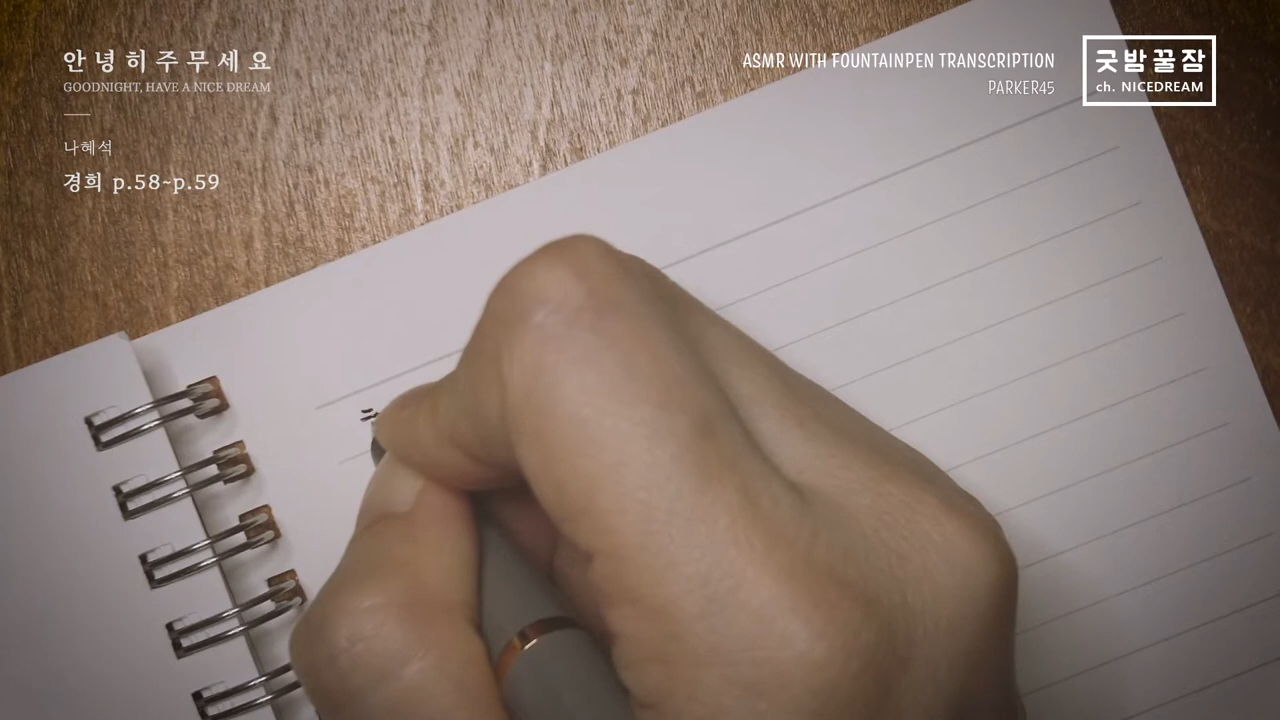 안녕히주무세요
GOODNIGHT, HAVE A NICE DREAM
나혜석
경희 p.58~p.59
ASMR WITH FOUNTAINPEN TRANSCRIPTION
PARKER45
굿밤꿀잠
ch. NICEDREAM